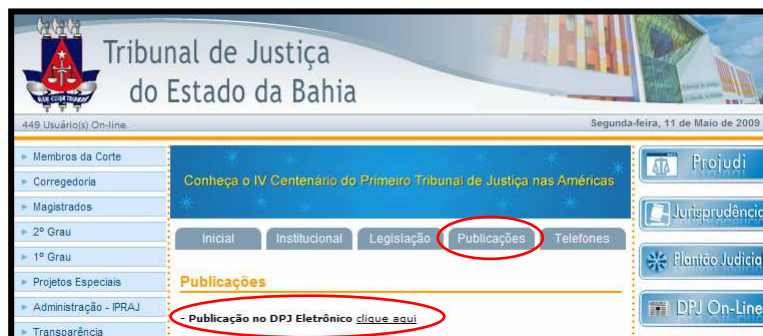 Tribunal de Justiça
do Estado da Bahia
449 Usuário(s) On-line.
Segunda-feira, 11 de Maio de 2009
Membros da Corte
Corregedoria
Magistrados
2º Grau
1º Grau
Projetos Especiais
Administração - IPRAJ
Transparência
Conheça o IV Centenário do Primeiro Tribunal de Justiça nas Américas
Inicial Institucional Legislação Publicações Telefones
Publicações
- Publicação no DPJ Eletrônico clique aqui
Projudi
Jurisprudência
Plantão Judicia
DPJ On-Line